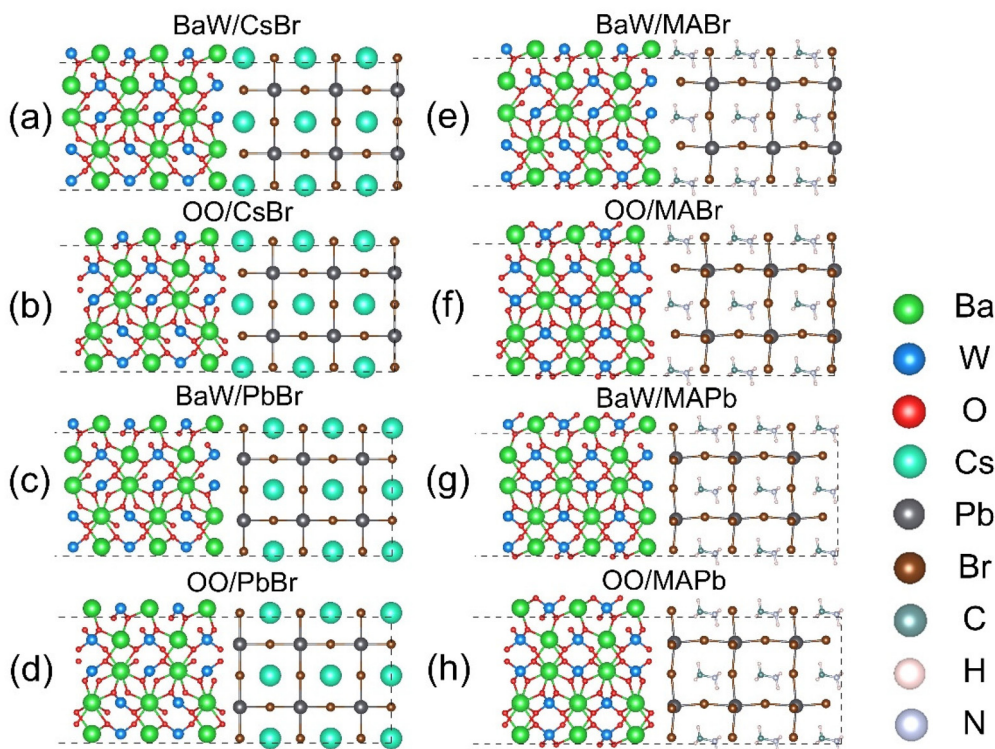 BaW/CsBr
(a)
OO/CsBr
(b)
BaW/PbBr
(c)
OO/PbBr
(d)
BaW/MABr
(e)
OO/MABr
(f)
BaW/MAPb
(g)
OO/MAPb
(h)
Ba
W
O
Cs
Pb
Br
C
H
N